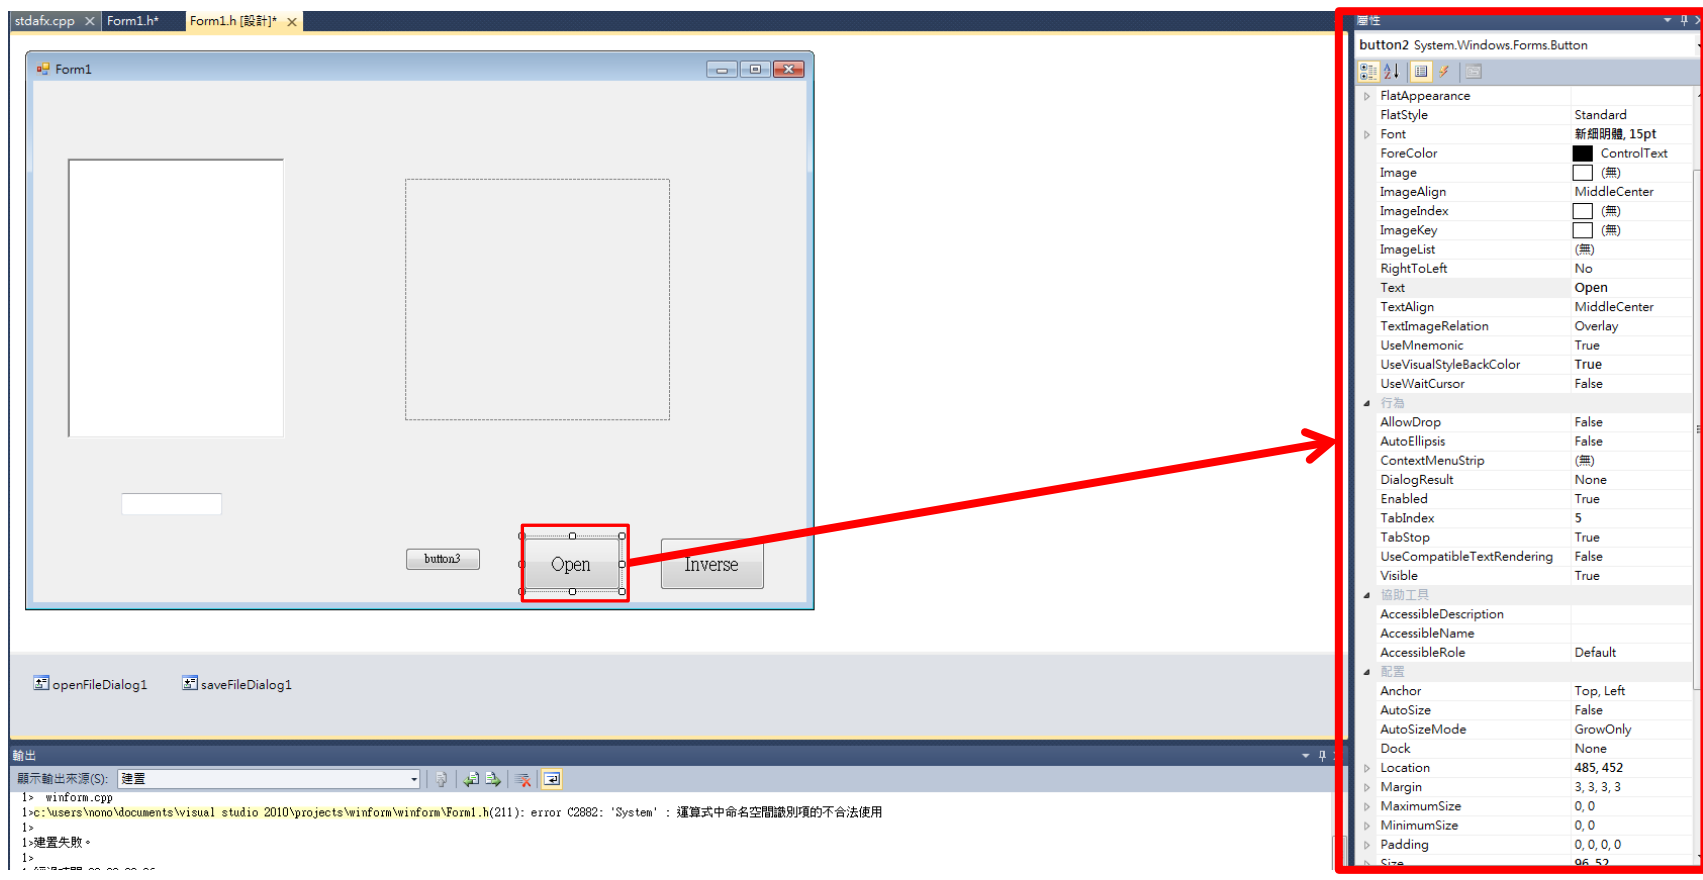 stdafx.cpp
Form1.h*
Form1.h [設計]*
Form1
button3
Open
Inverse
openFileDialog1
saveFileDialog1
輸出
顯示輸出來源(S): 建置
1>  winform.cpp
1>c:\users\nono\documents\visual studio 2010\projects\winform\winform\Form1.h(211): error C2882: 'System' : 運算式中命名空間識別項的不合法使用
1>
1>建置失敗。
1>
屬性
button2 System.Windows.Forms.Button
FlatAppearance
FlatStyle Standard
Font 新細明體, 15pt
ForeColor ControlText
Image (無)
ImageAlign MiddleCenter
ImageIndex (無)
ImageKey (無)
ImageList (無)
RightToLeft No
Text Open
TextAlign MiddleCenter
TextImageRelation Overlay
UseMnemonic True
UseVisualStyleBackColor True
UseWaitCursor False
行為
AllowDrop False
AutoEllipsis False
ContextMenuStrip (無)
DialogResult None
Enabled True
TabIndex 5
TabStop True
UseCompatibleTextRendering False
Visible True
協助工具
AccessibleDescription
AccessibleName
AccessibleRole Default
配置
Anchor Top, Left
AutoSize False
AutoSizeMode GrowOnly
Dock None
Location 485, 452
Margin 3, 3, 3, 3
MaximumSize 0, 0
MinimumSize 0, 0
Padding 0, 0, 0, 0
Size 96, 52